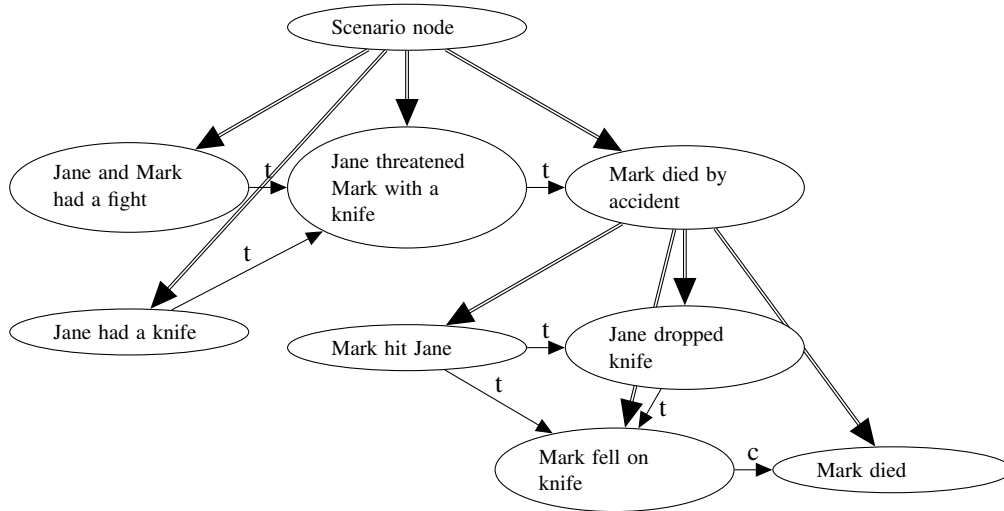 Scenario node
Jane and Mark
had a fight
t
Jane threatened
Mark with a
knife
t
Mark died by
accident
t
Jane had a knife
Mark hit Jane
t
Jane dropped
knife
t
t
Mark fell on
knife
c
Mark died